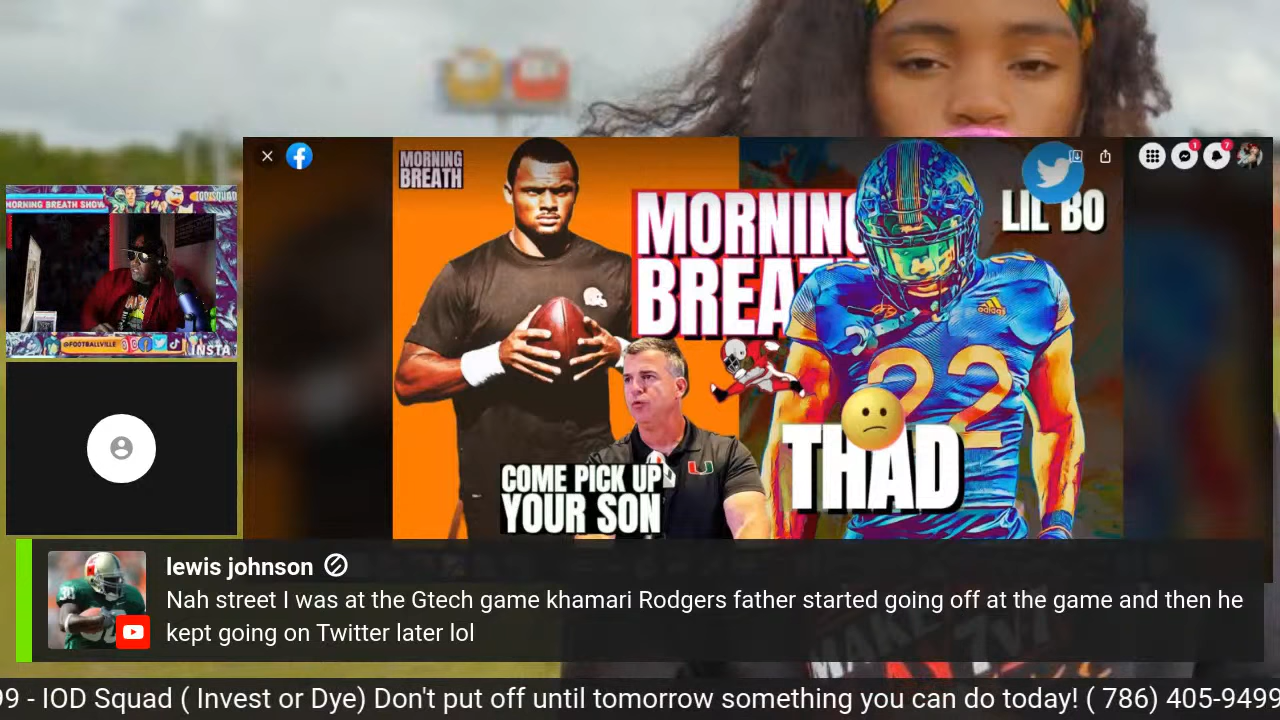 MORNING
BREATH
MORNING
LIL BO
MORNING BREATH SHOW
22
THAD
COME PICK UP
YOUR SON
@FOOTBALLVILLE
INSTA
lewis johnson
Nah street I was at the Gtech game khamari Rodgers father started going off at the game and then he
kept going on Twitter later lol
99 - IOD Squad ( Invest or Dye) Don't put off until tomorrow something you can do today! ( 786) 405-9499